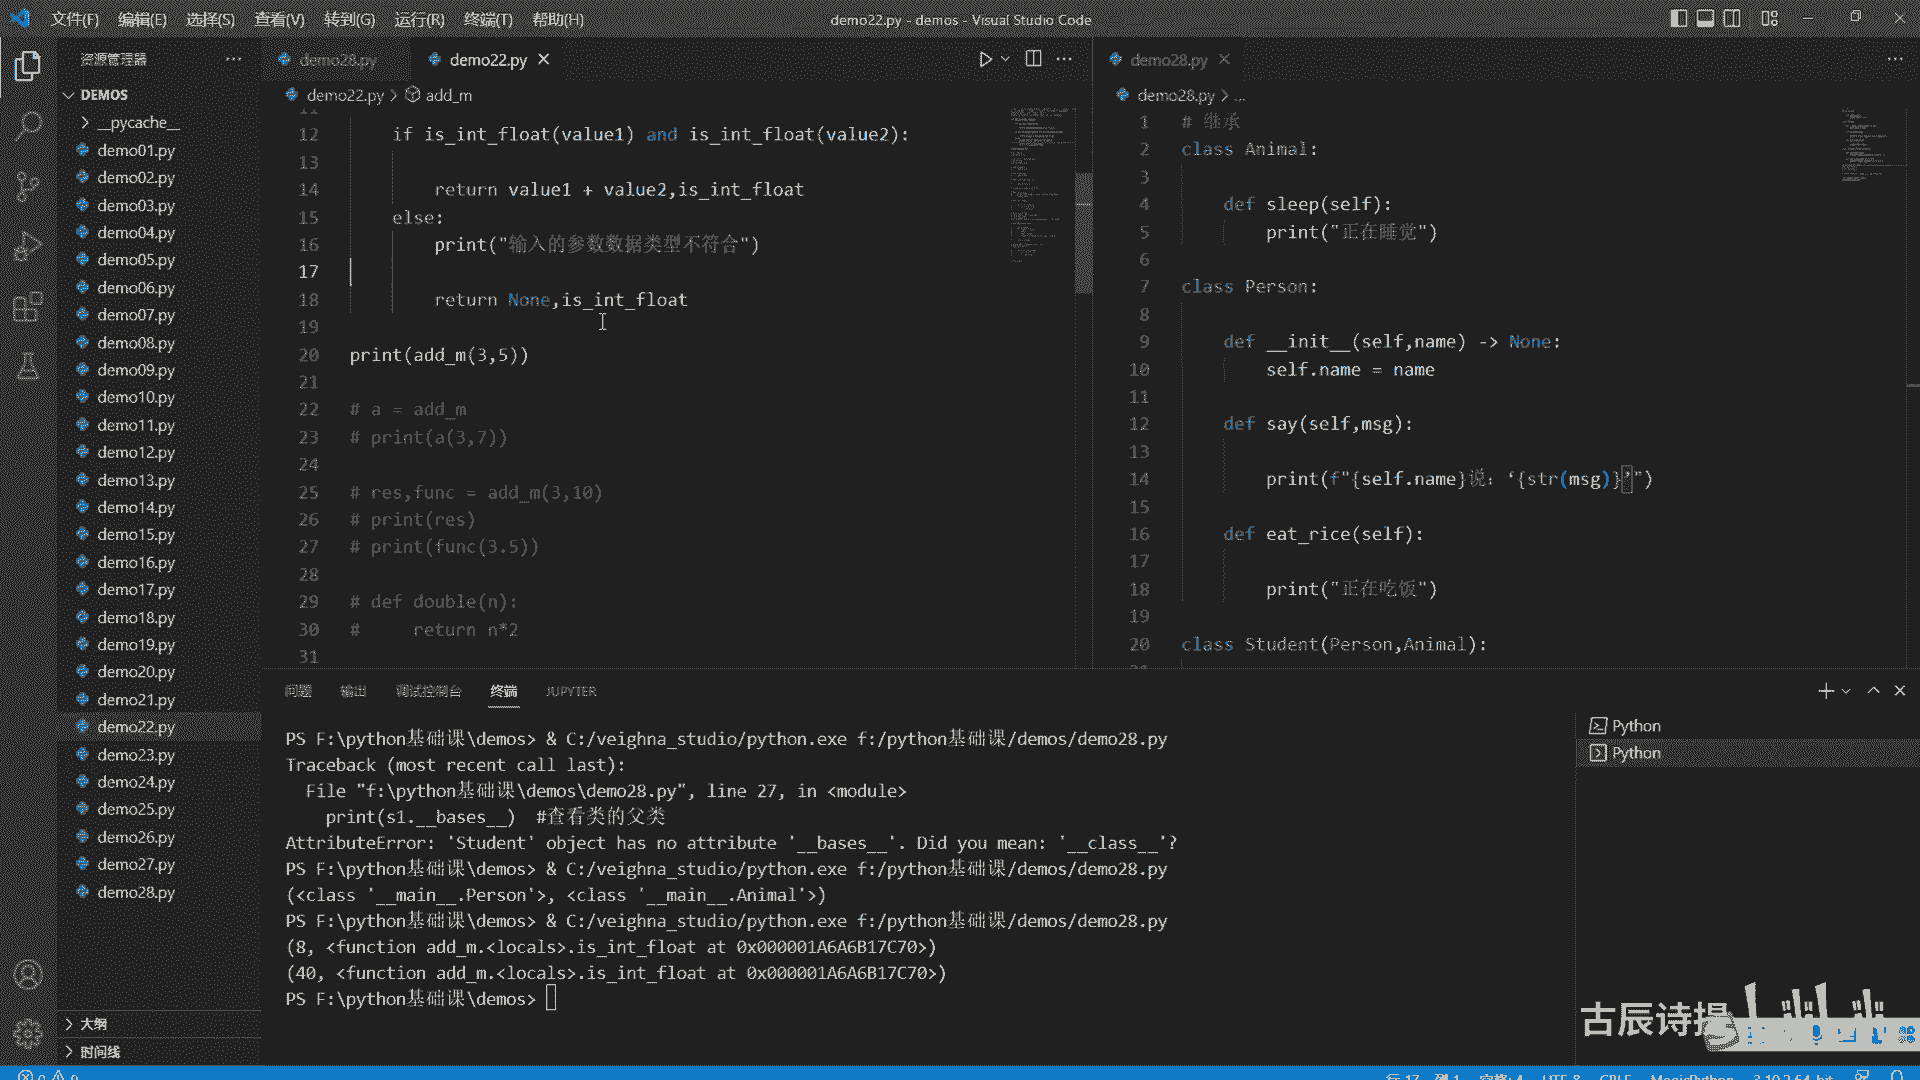 文件(F) 编辑(E) 选择(S) 查看(V) 转到(G) 运行(R) 终端(T) 帮助(H)
demo22.py - demos - Visual Studio Code
资源管理器
DEMOS
__pycache__
demo01.py
demo02.py
demo03.py
demo04.py
demo05.py
demo06.py
demo07.py
demo08.py
demo09.py
demo10.py
demo11.py
demo12.py
demo13.py
demo14.py
demo15.py
demo16.py
demo17.py
demo18.py
demo19.py
demo20.py
demo21.py
demo22.py
demo23.py
demo24.py
demo25.py
demo26.py
demo27.py
demo28.py
大纲
时间线
demo28.py demo22.py
demo22.py > add_m
11
12 if is_int_float(value1) and is_int_float(value2):
13
14 return value1 + value2,is_int_float
15 else:
16 print("输入的参数数据类型不符合")
17
18 return None,is_int_float
19
20 print(add_m(3,5))
21
22 # a = add_m
23 # print(a(3,7))
24
25 # res,func = add_m(3,10)
26 # print(res)
27 # print(func(3.5))
28
29 # def double(n):
30 # return n*2
31
demo28.py
demo28.py > ...
1 # 继承
2 class Animal:
3
4 def sleep(self):
5 print("正在睡觉")
6
7 class Person:
8
9 def __init__(self,name) -> None:
10 self.name = name
11
12 def say(self,msg):
13
14 print(f"{self.name}说：‘{str(msg)}’")
15
16 def eat_rice(self):
17
18 print("正在吃饭")
19
20 class Student(Person,Animal):
问题 输出 调试控制台 终端 JUPYTER
PS F:\python基础课\demos> & C:/veighna_studio/python.exe f:/python基础课/demos/demo28.py
Traceback (most recent call last):
File "f:\python基础课\demos\demo28.py", line 27, in <module>
print(s1.__bases__) #查看类的父类
AttributeError: 'Student' object has no attribute '__bases__'. Did you mean: '__class__'?
PS F:\python基础课\demos> & C:/veighna_studio/python.exe f:/python基础课/demos/demo28.py
(<class '__main__.Person'>, <class '__main__.Animal'>)
PS F:\python基础课\demos> & C:/veighna_studio/python.exe f:/python基础课/demos/demo28.py
(8, <function add_m.<locals>.is_int_float at 0x000001A6A6B17C70>)
(40, <function add_m.<locals>.is_int_float at 0x000001A6A6B17C70>)
PS F:\python基础课\demos>
Python
Python
古辰诗提